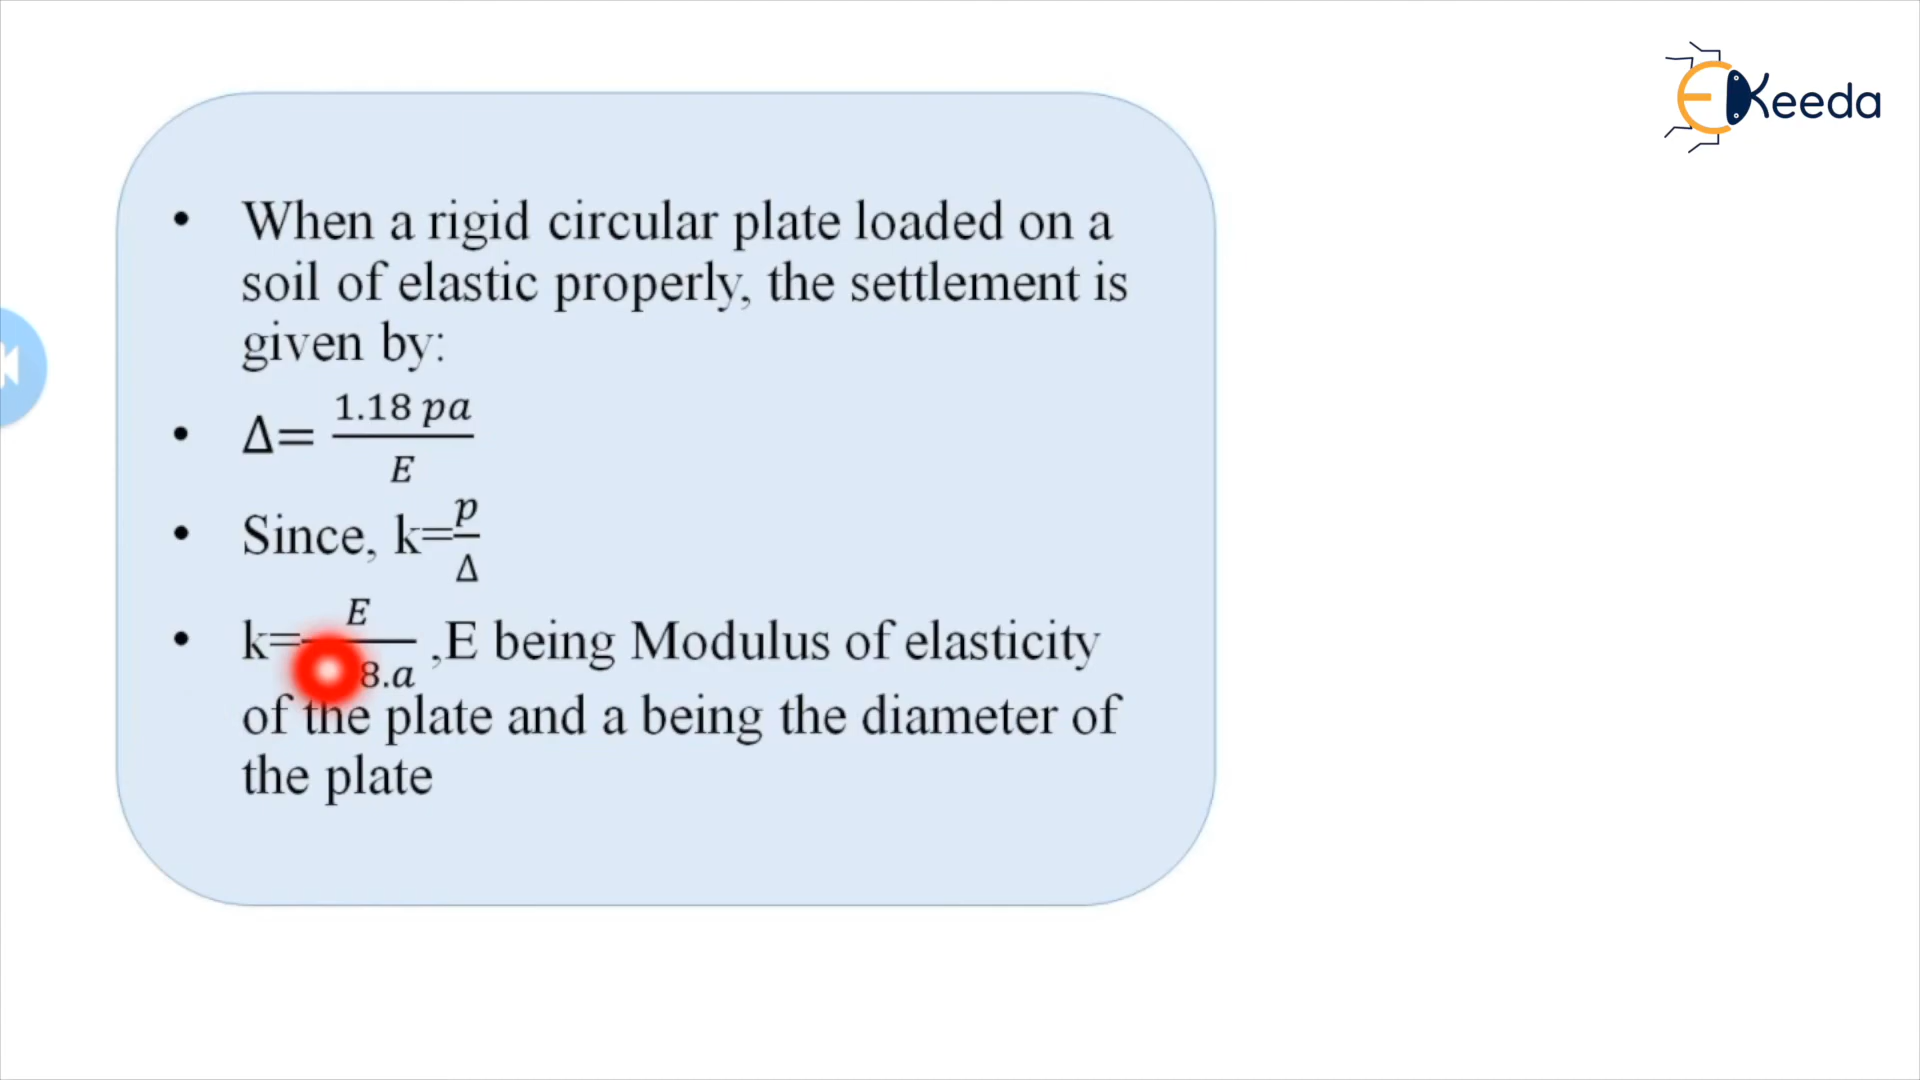 EKeeda
• When a rigid circular plate loaded on a
soil of elastic properly, the settlement is
given by:
• Δ= 1.18 pa / E
• Since, k= p / Δ
• k= E / 8.a ,E being Modulus of elasticity
of the plate and a being the diameter of
the plate